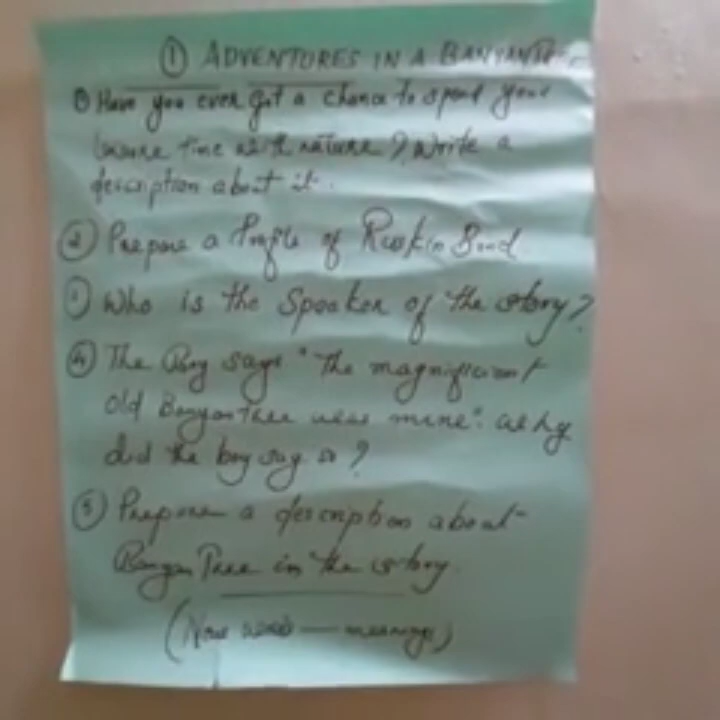 ① ADVENTURES IN A BANYANTREE
① Have you ever got a chance to spend your
leisure time with nature? Write a
description about it.
② Prepare a Profile of Ruskin Bond
③ Who is the Speaker of the story?
④ The Boy says "The magnificient
old Banyan Tree was mine". Why
did the boy say so?
⑤ Prepare a description about
Banyan Tree in the story.
(New words — meanings)